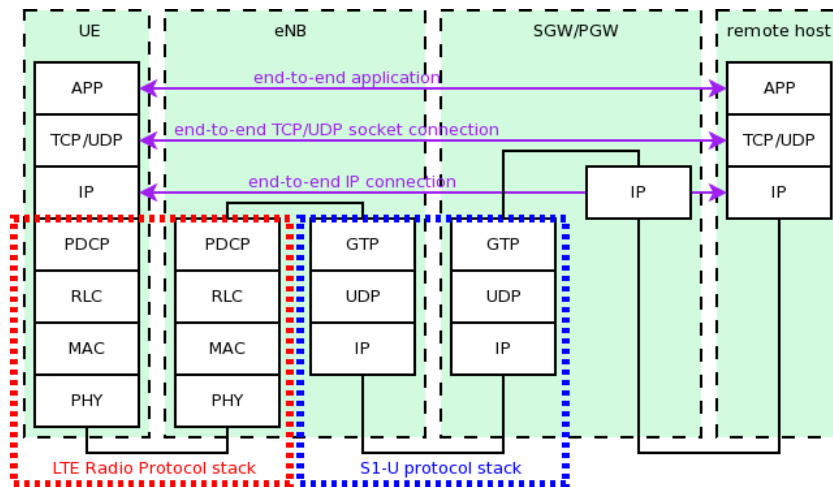 UE eNB SGW/PGW remote host
APP end-to-end application APP
TCP/UDP end-to-end TCP/UDP socket connection TCP/UDP
IP end-to-end IP connection IP IP
PDCP PDCP GTP GTP
RLC RLC UDP UDP
MAC MAC IP IP
PHY PHY
LTE Radio Protocol stack S1-U protocol stack